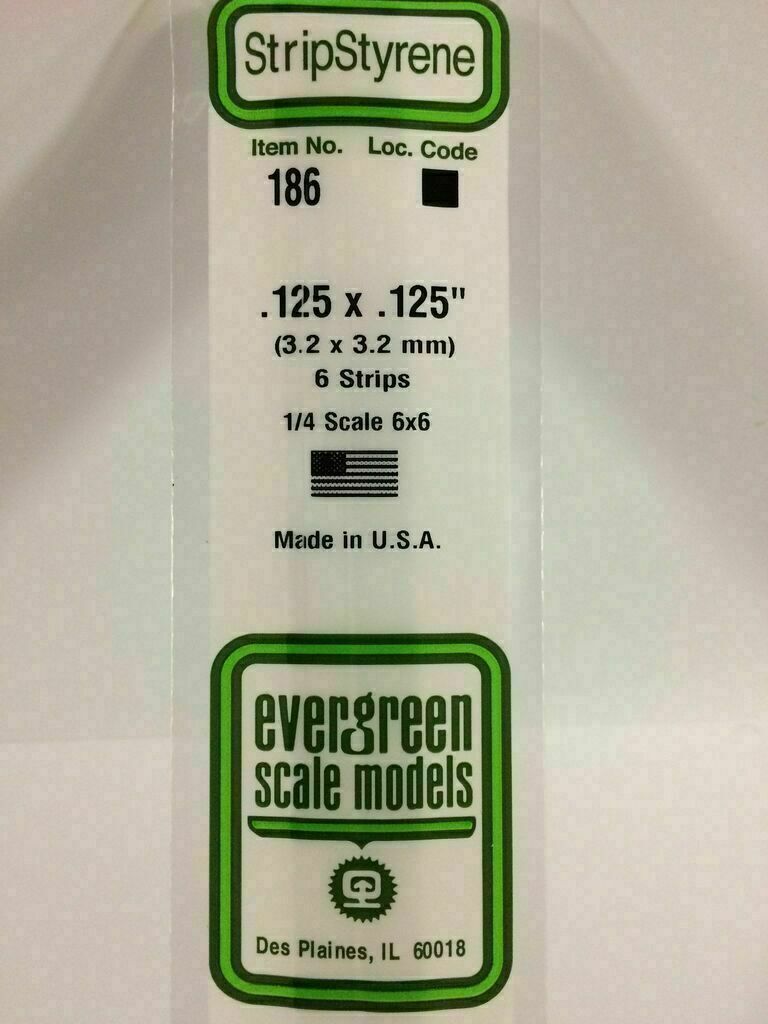 StripStyrene
Item No. Loc. Code
186
.125 x .125"
(3.2 x 3.2 mm)
6 Strips
1/4 Scale 6x6
Made in U.S.A.
evergreen
scale models
Des Plaines, IL 60018